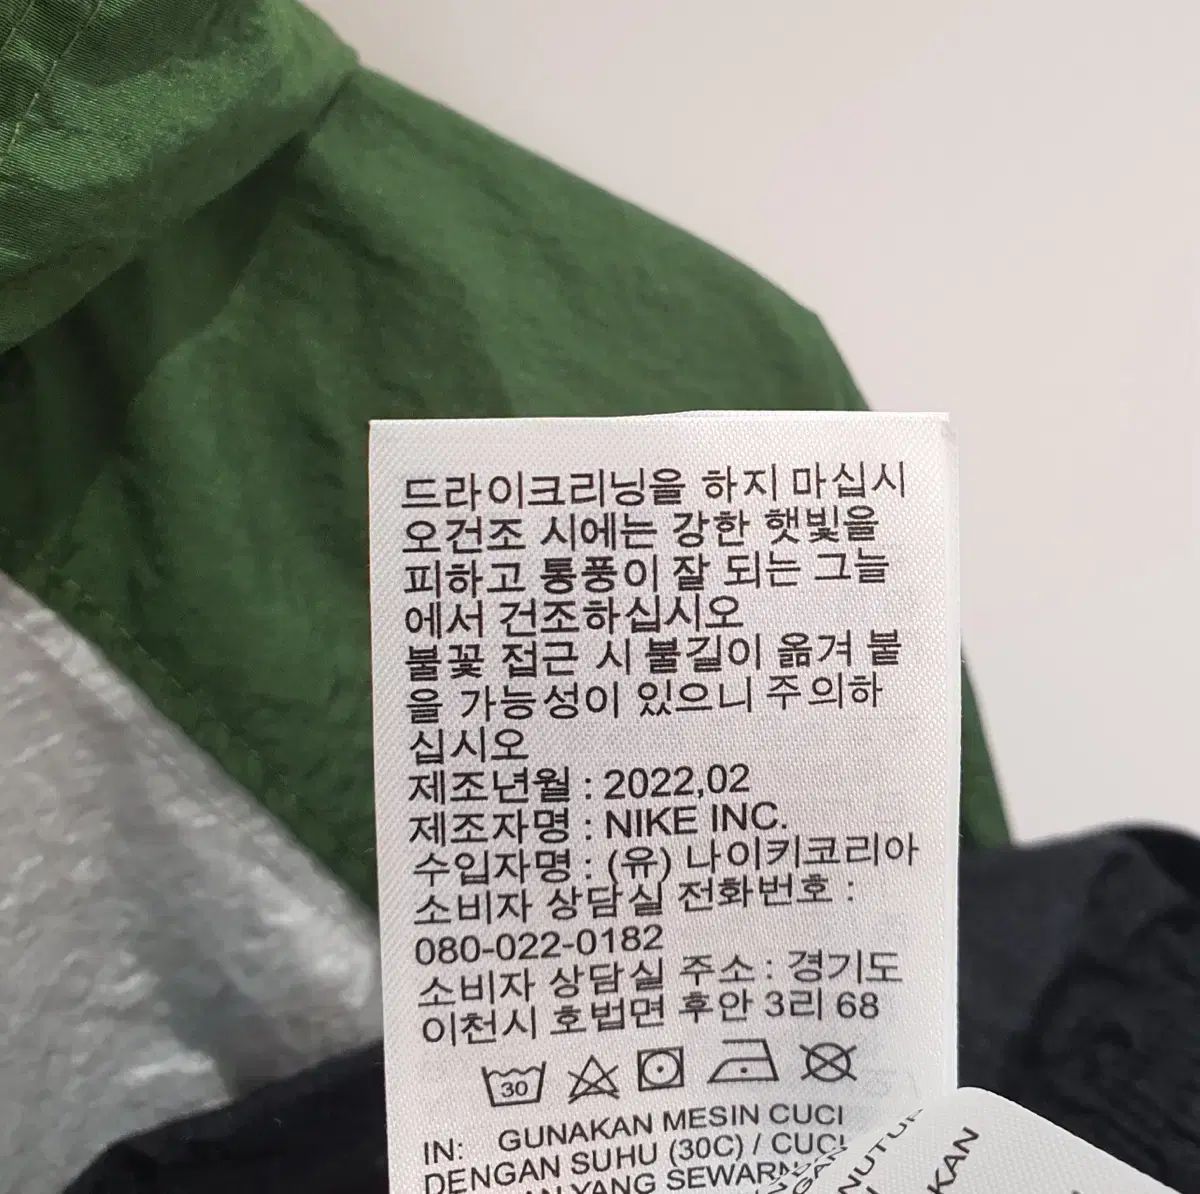 드라이크리닝을 하지 마십시
오건조 시에는 강한 햇빛을
피하고 통풍이 잘 되는 그늘
에서 건조하십시오
불꽃 접근 시 불길이 옮겨 붙
을 가능성이 있으니 주의하
십시오
제조년월 : 2022,02
제조자명 : NIKE INC.
수입자명 : (유) 나이키코리아
소비자 상담실 전화번호 :
080-022-0182
소비자 상담실 주소 : 경기도
이천시 호법면 후안 3리 68
30
IN: GUNAKAN MESIN CUCI
DENGAN SUHU (30C) / CUCI
YANG